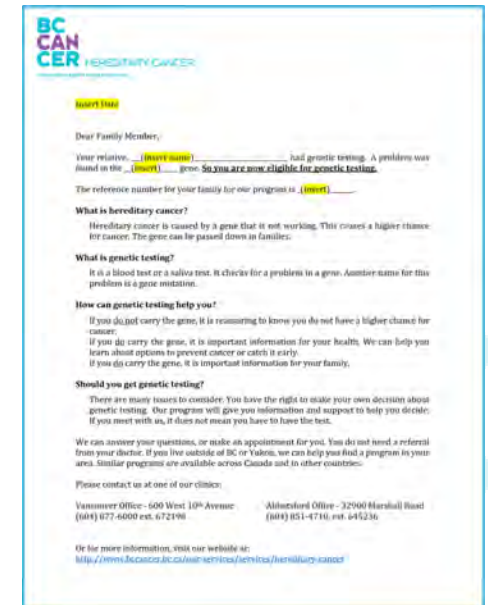 BC
CAN
CER HEREDITARY CANCER
Insert Date
Dear Family Member,
Your relative, __(insert name)____________________ had genetic testing. A problem was
found in the _(insert)____ gene. So you are now eligible for genetic testing.
The reference number for your family for our program is _(insert)_____.
What is hereditary cancer?
Hereditary cancer is caused by a gene that is not working. This causes a higher chance
for cancer. The gene can be passed down in families.
What is genetic testing?
It is a blood test or a saliva test. It checks for a problem in a gene. Another name for this
problem is a gene mutation.
How can genetic testing help you?
If you do not carry the gene, it is reassuring to know you do not have a higher chance for
cancer.
If you do carry the gene, it is important information for your health. We can help you
learn about options to prevent cancer or catch it early.
If you do carry the gene, it is important information for your family.
Should you get genetic testing?
There are many issues to consider. You have the right to make your own decision about
genetic testing. Our program will give you information and support to help you decide.
If you meet with us, it does not mean you have to have the test.
We can answer your questions, or make an appointment for you. You do not need a referral
from your doctor. If you live outside of BC or Yukon, we can help you find a program in your
area. Similar programs are available across Canada and in other countries.
Please contact us at one of our clinics:
Vancouver Office - 600 West 10th Avenue Abbotsford Office - 32900 Marshall Road
(604) 877-6000 ext. 672198 (604) 851-4710, ext. 645236
Or for more information, visit our website at:
http://www.bccancer.bc.ca/our-services/services/hereditary-cancer